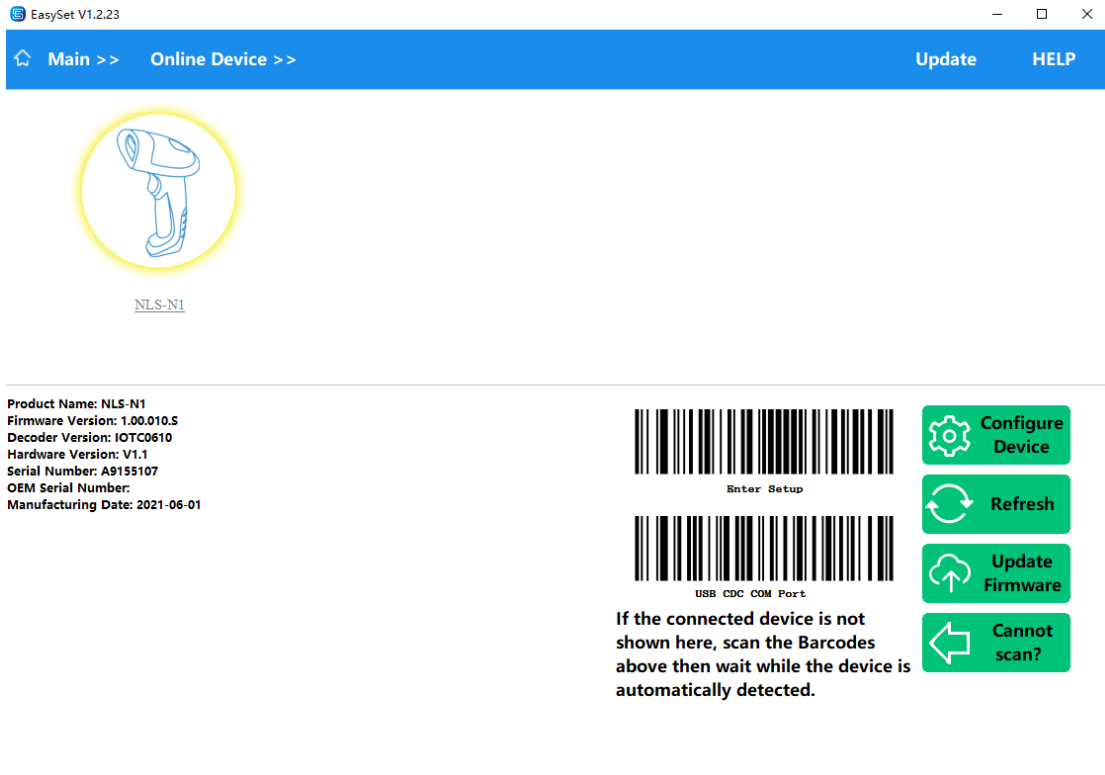 EasySet V1.2.23
Main >>
Online Device >>
Update
HELP
NLS-N1
Product Name: NLS-N1
Firmware Version: 1.00.010.S
Decoder Version: IOTC0610
Hardware Version: V1.1
Serial Number: A9155107
OEM Serial Number:
Manufacturing Date: 2021-06-01
Enter Setup
USB CDC COM Port
If the connected device is not
shown here, scan the Barcodes
above then wait while the device is
automatically detected.
Configure
Device
Refresh
Update
Firmware
Cannot
scan?